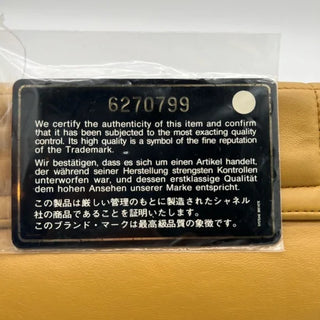 6270799
We certify the authenticity of this item and confirm
that it has been subjected to the most exacting quality
control. Its high quality is a symbol of the fine reputation
of the Trademark.
Wir bestätigen, dass es sich um einen Artikel handelt,
der während seiner Herstellung strengsten Kontrollen
unterworfen war, und dessen erstklassige Qualität
dem hohen Ansehen unserer Marke entspricht.
この製品は厳しい管理のもとに製造されたシャネル
社の商品であることを証明します。
このブランド・マークは最高級品質の象徴です。